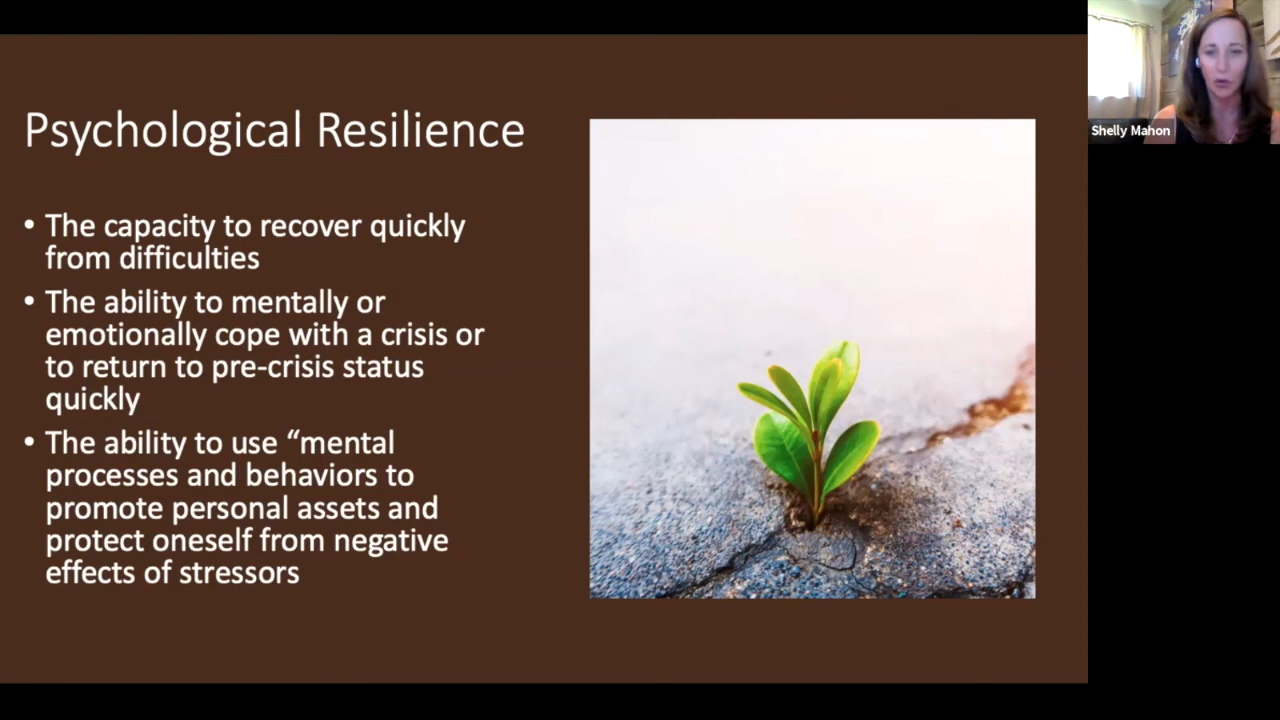 Psychological Resilience
• The capacity to recover quickly
from difficulties
• The ability to mentally or
emotionally cope with a crisis or
to return to pre-crisis status
quickly
• The ability to use “mental
processes and behaviors to
promote personal assets and
protect oneself from negative
effects of stressors
Shelly Mahon